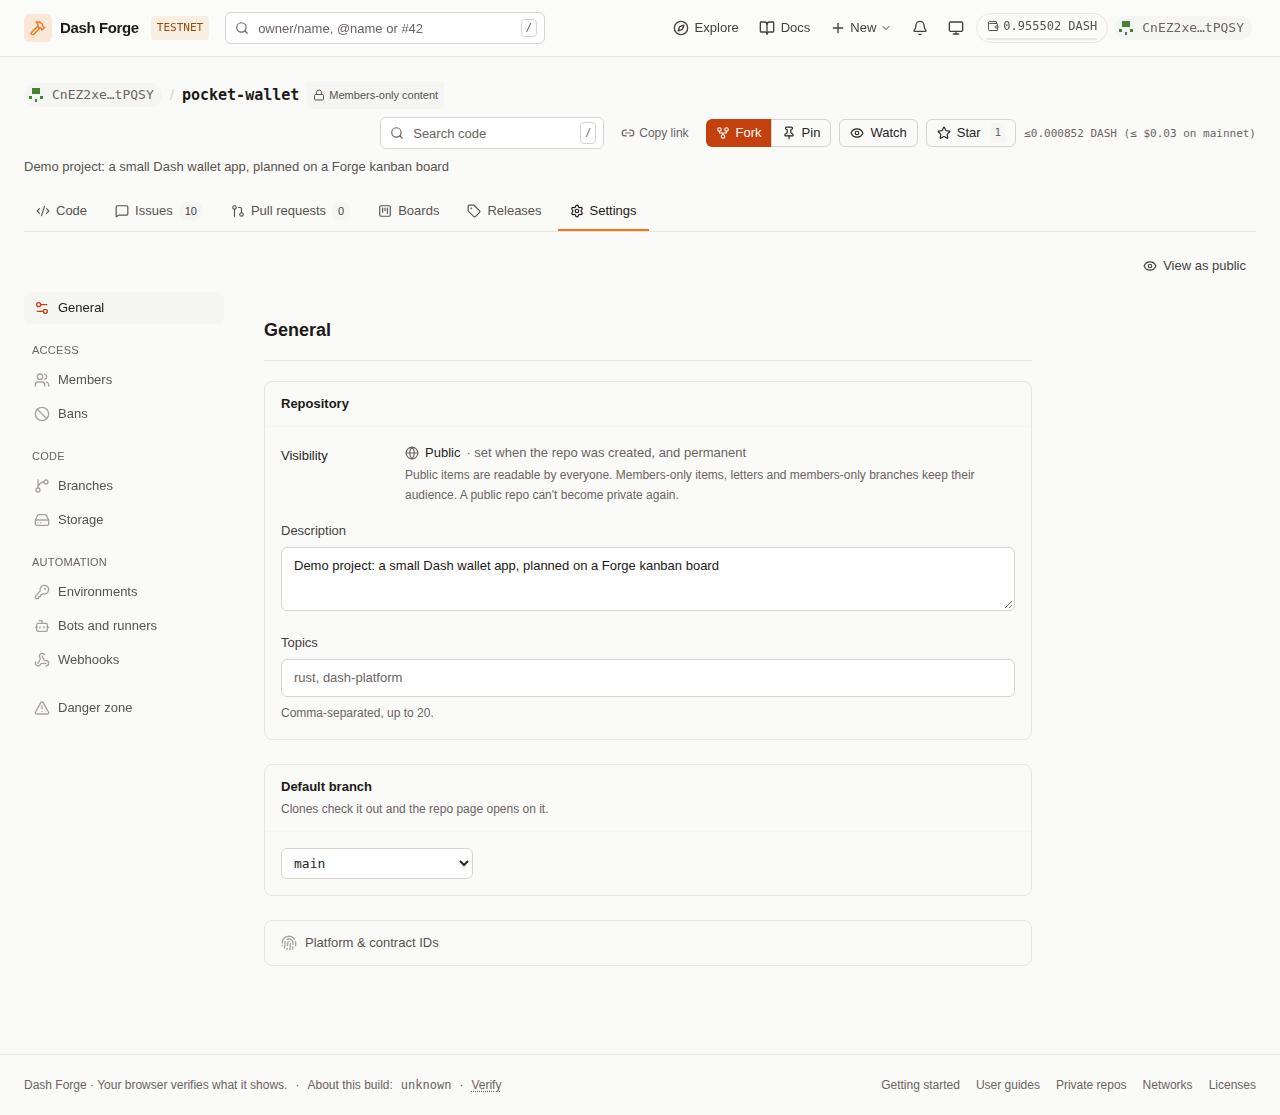 Dash Forge TESTNET owner/name, @name or #42 / Explore Docs New 0.955502 DASH CnEZ2xe…tPQSY
CnEZ2xe…tPQSY / pocket-wallet Members-only content
Search code / Copy link Fork Pin Watch Star 1 ≤0.000852 DASH (≤ $0.03 on mainnet)
Demo project: a small Dash wallet app, planned on a Forge kanban board
Code Issues 10 Pull requests 0 Boards Releases Settings
View as public
General
ACCESS
Members
Bans
CODE
Branches
Storage
AUTOMATION
Environments
Bots and runners
Webhooks
Danger zone
General
Repository
Visibility
Public · set when the repo was created, and permanent
Public items are readable by everyone. Members-only items, letters and members-only branches keep their
audience. A public repo can't become private again.
Description
Demo project: a small Dash wallet app, planned on a Forge kanban board
Topics
rust, dash-platform
Comma-separated, up to 20.
Default branch
Clones check it out and the repo page opens on it.
main
Platform & contract IDs
Dash Forge · Your browser verifies what it shows. · About this build: unknown · Verify
Getting started User guides Private repos Networks Licenses